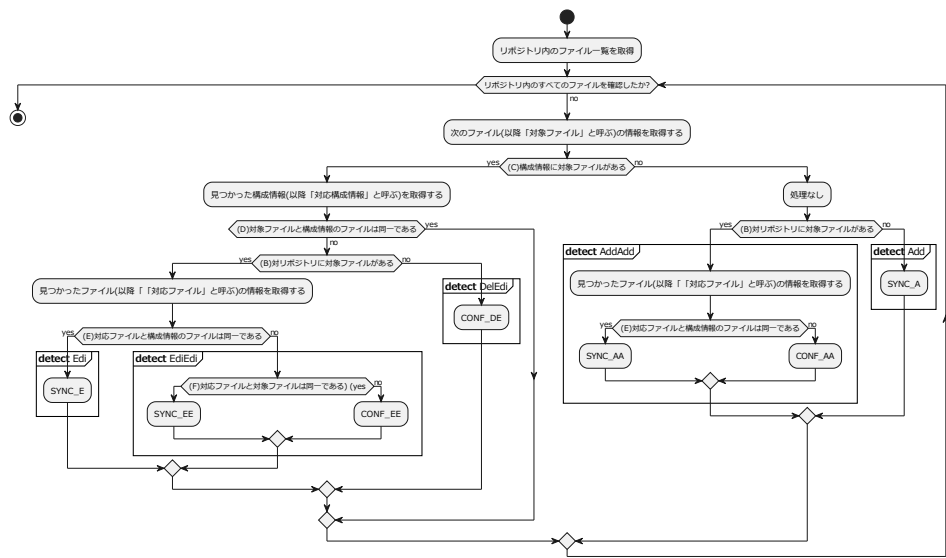 リポジトリ内のファイル一覧を取得
リポジトリ内のすべてのファイルを確認したか?
no
次のファイル(以降「対象ファイル」と呼ぶ)の情報を取得する
yes
(C)構成情報に対象ファイルがある
no
見つかった構成情報(以降「対応構成情報」と呼ぶ)を取得する
処理なし
(D)対象ファイルと構成情報のファイルは同一である
yes
no
yes
(B)対リポジトリに対象ファイルがある
no
yes
(B)対リポジトリに対象ファイルがある
no
detect AddAdd
detect Add
見つかったファイル(以降「「対応ファイル」と呼ぶ)の情報を取得する
detect DelEdi
CONF_DE
見つかったファイル(以降「「対応ファイル」と呼ぶ)の情報を取得する
SYNC_A
yes
(E)対応ファイルと構成情報のファイルは同一である
no
yes
(E)対応ファイルと構成情報のファイルは同一である
no
detect Edi
SYNC_E
detect EdiEdi
(F)対応ファイルと対象ファイルは同一である) (yes
no
SYNC_EE
CONF_EE
SYNC_AA
CONF_AA